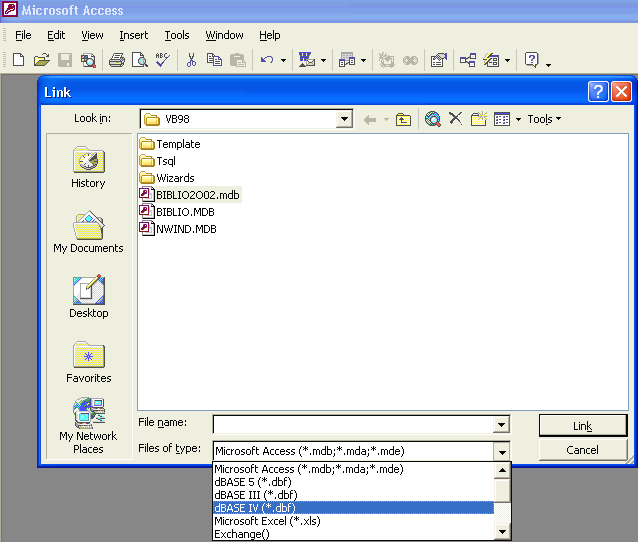 Microsoft Access
File Edit View Insert Tools Window Help
Link
Look in: VB98 Tools
History
My Documents
Desktop
Favorites
My Network
Places
Template
Tsql
Wizards
BIBLIO2002.mdb
BIBLIO.MDB
NWIND.MDB
File name: Link
Files of type: Microsoft Access (*.mdb;*.mda;*.mde) Cancel
Microsoft Access (*.mdb;*.mda;*.mde)
dBASE 5 (*.dbf)
dBASE III (*.dbf)
dBASE IV (*.dbf)
Microsoft Excel (*.xls)
Exchange()